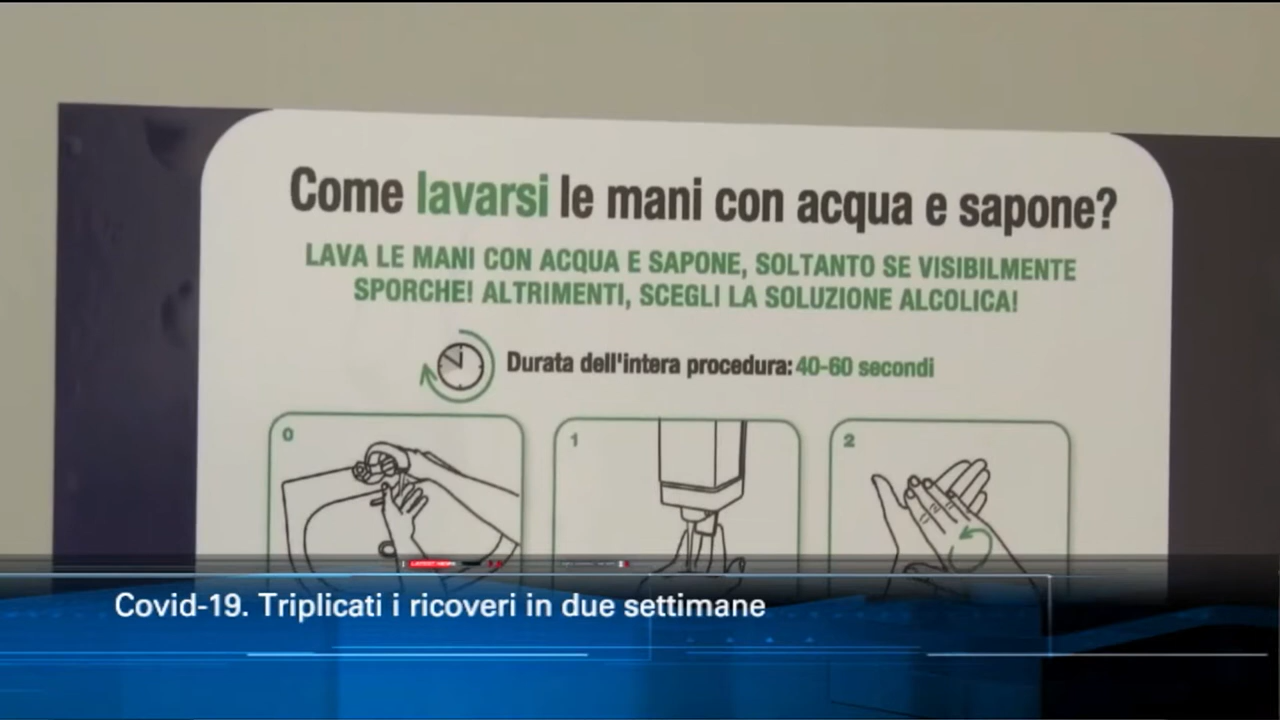 Come lavarsi le mani con acqua e sapone?
LAVA LE MANI CON ACQUA E SAPONE, SOLTANTO SE VISIBILMENTE
SPORCHE! ALTRIMENTI, SCEGLI LA SOLUZIONE ALCOLICA!
Durata dell'intera procedura: 40-60 secondi
0
1
2
LATEST NEWS
Covid-19. Triplicati i ricoveri in due settimane